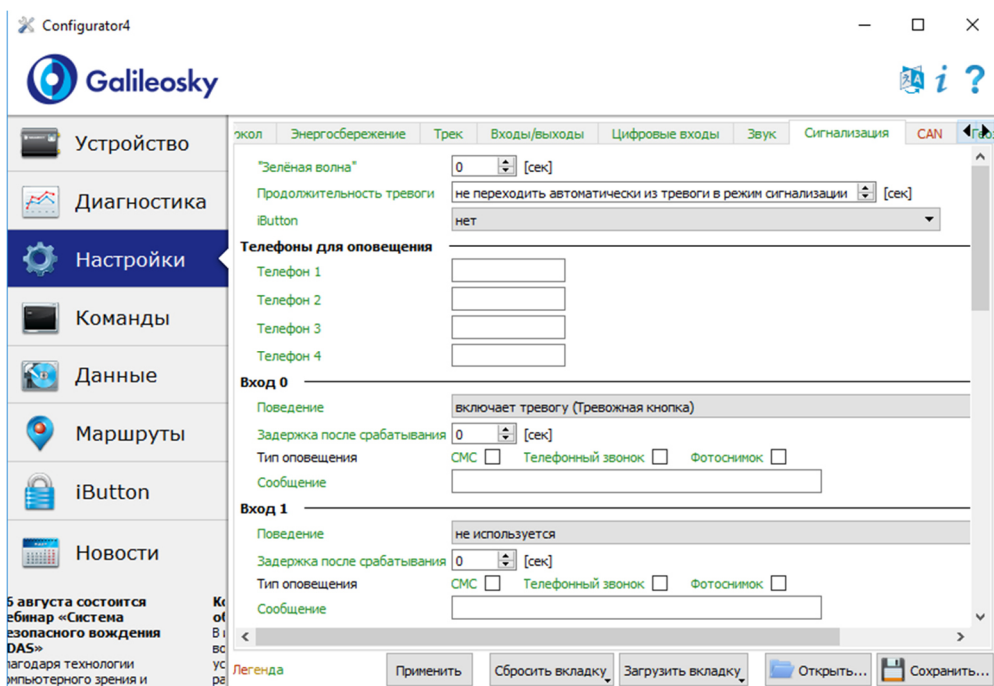 Configurator4
Galileosky
Устройство
Диагностика
Настройки
Команды
Данные
Маршруты
iButton
Новости
6 августа состоится
ебинар «Система
езопасного вождения
DAS»
лагодаря технологии
омпьютерного зрения и
окол Энергосбережение Трек Входы/выходы Цифровые входы Звук Сигнализация CAN Гео
"Зелёная волна" 0 [сек]
Продолжительность тревоги не переходить автоматически из тревоги в режим сигнализации [сек]
iButton нет
Телефоны для оповещения
Телефон 1
Телефон 2
Телефон 3
Телефон 4
Вход 0
Поведение включает тревогу (Тревожная кнопка)
Задержка после срабатывания 0 [сек]
Тип оповещения СМС Телефонный звонок Фотоснимок
Сообщение
Вход 1
Поведение не используется
Задержка после срабатывания 0 [сек]
Тип оповещения СМС Телефонный звонок Фотоснимок
Сообщение
Легенда Применить Сбросить вкладку Загрузить вкладку Открыть... Сохранить...